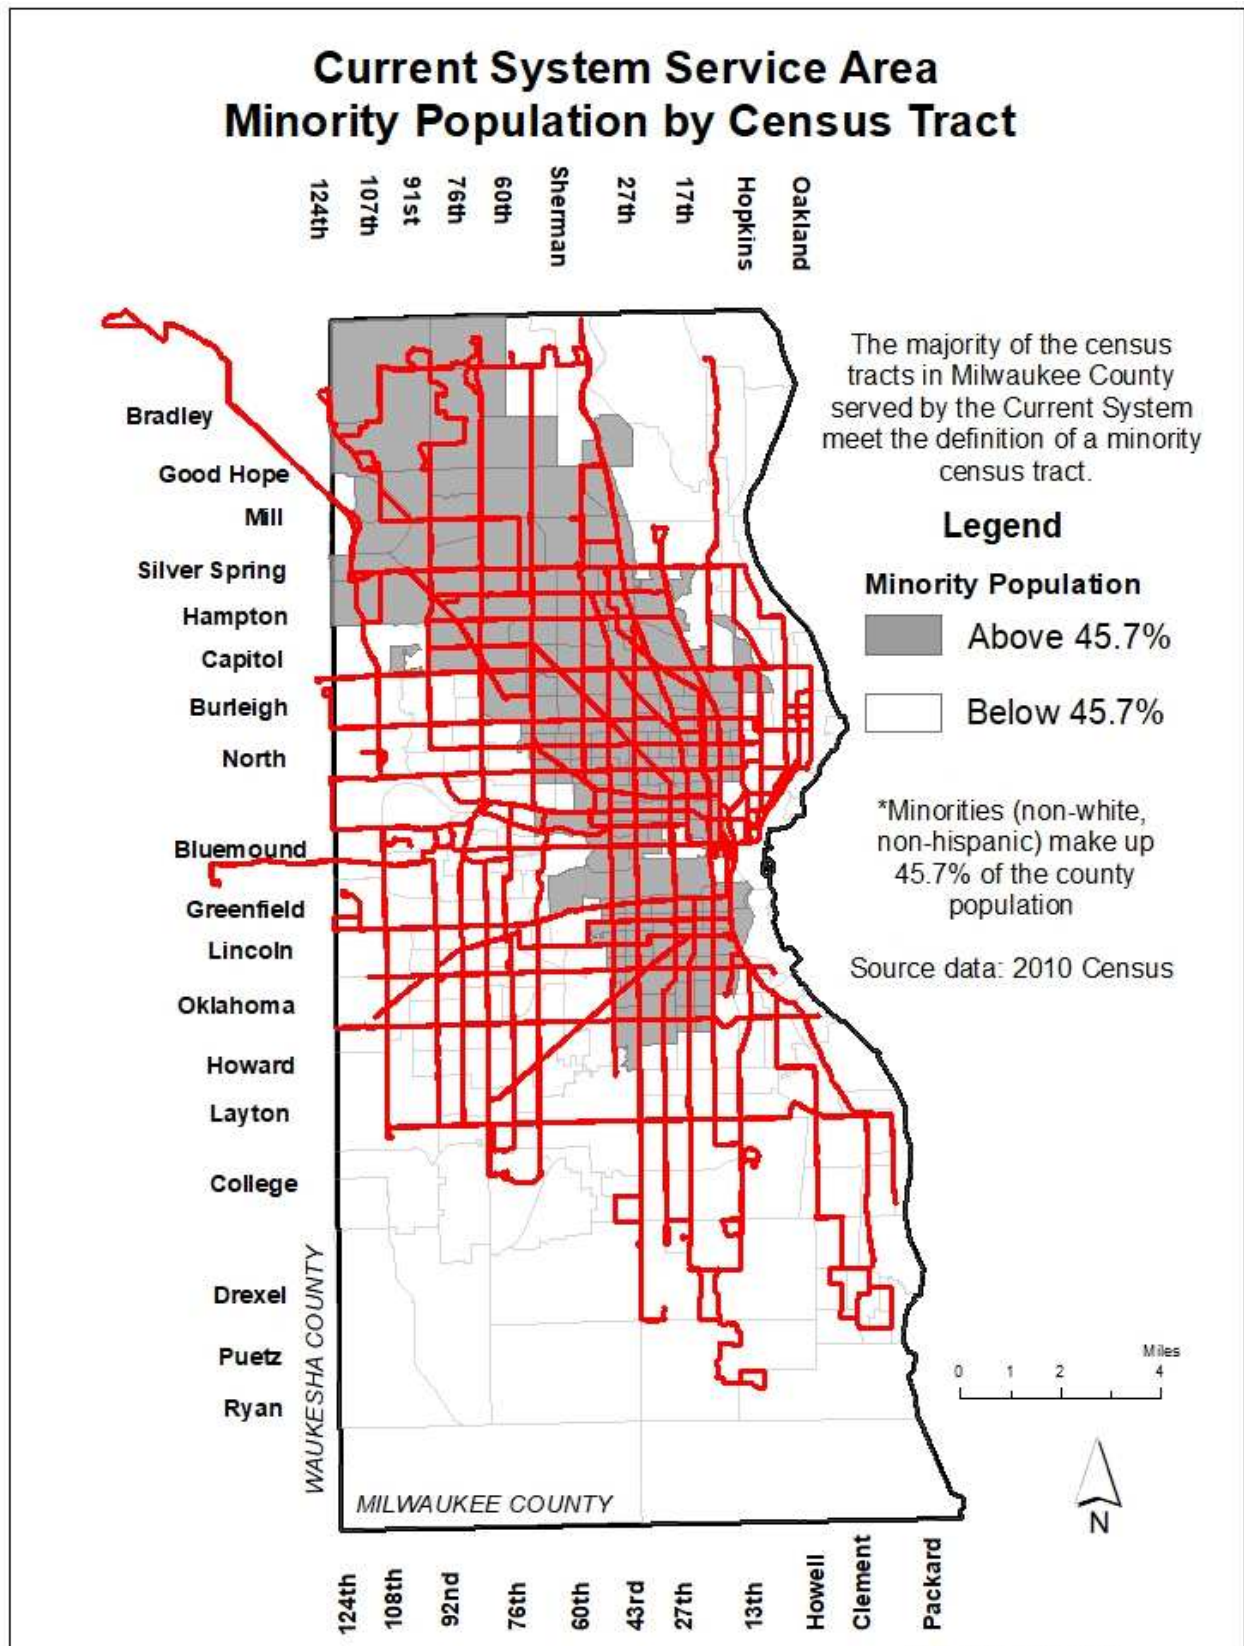 Current System Service Area
Minority Population by Census Tract
124th
107th
91st
76th
60th
Sherman
27th
17th
Hopkins
Oakland
The majority of the census
tracts in Milwaukee County
served by the Current System
meet the definition of a minority
census tract.
Legend
Minority Population
Above 45.7%
Below 45.7%
*Minorities (non-white,
non-hispanic) make up
45.7% of the county
population
Source data: 2010 Census
Bradley
Good Hope
Mill
Silver Spring
Hampton
Capitol
Burleigh
North
Bluemound
Greenfield
Lincoln
Oklahoma
Howard
Layton
College
Drexel
Puetz
Ryan
WAUKESHA COUNTY
MILWAUKEE COUNTY
Miles
0 1 2 4
N
124th
108th
92nd
76th
60th
43rd
27th
13th
Howell
Clement
Packard